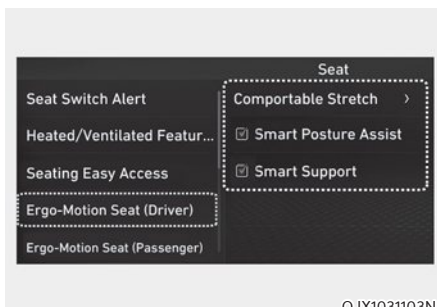 Seat
Seat Switch Alert
Heated/Ventilated Featur...
Seating Easy Access
Ergo-Motion Seat (Driver)
Ergo-Motion Seat (Passenger)
Comportable Stretch >
Smart Posture Assist
Smart Support
OJX1031103N